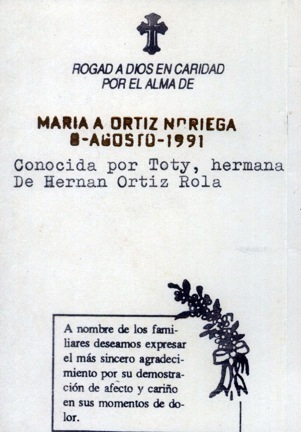 ROGAD A DIOS EN CARIDAD
POR EL ALMA DE
MARIA A ORTIZ NORIEGA
8-AGOSTO-1991
Conocida por Toty, hermana
De Hernan Ortiz Rola
A nombre de los fami-
liares deseamos expresar
el más sincero agradeci-
miento por su demostra-
ción de afecto y cariño
en sus momentos de do-
lor.